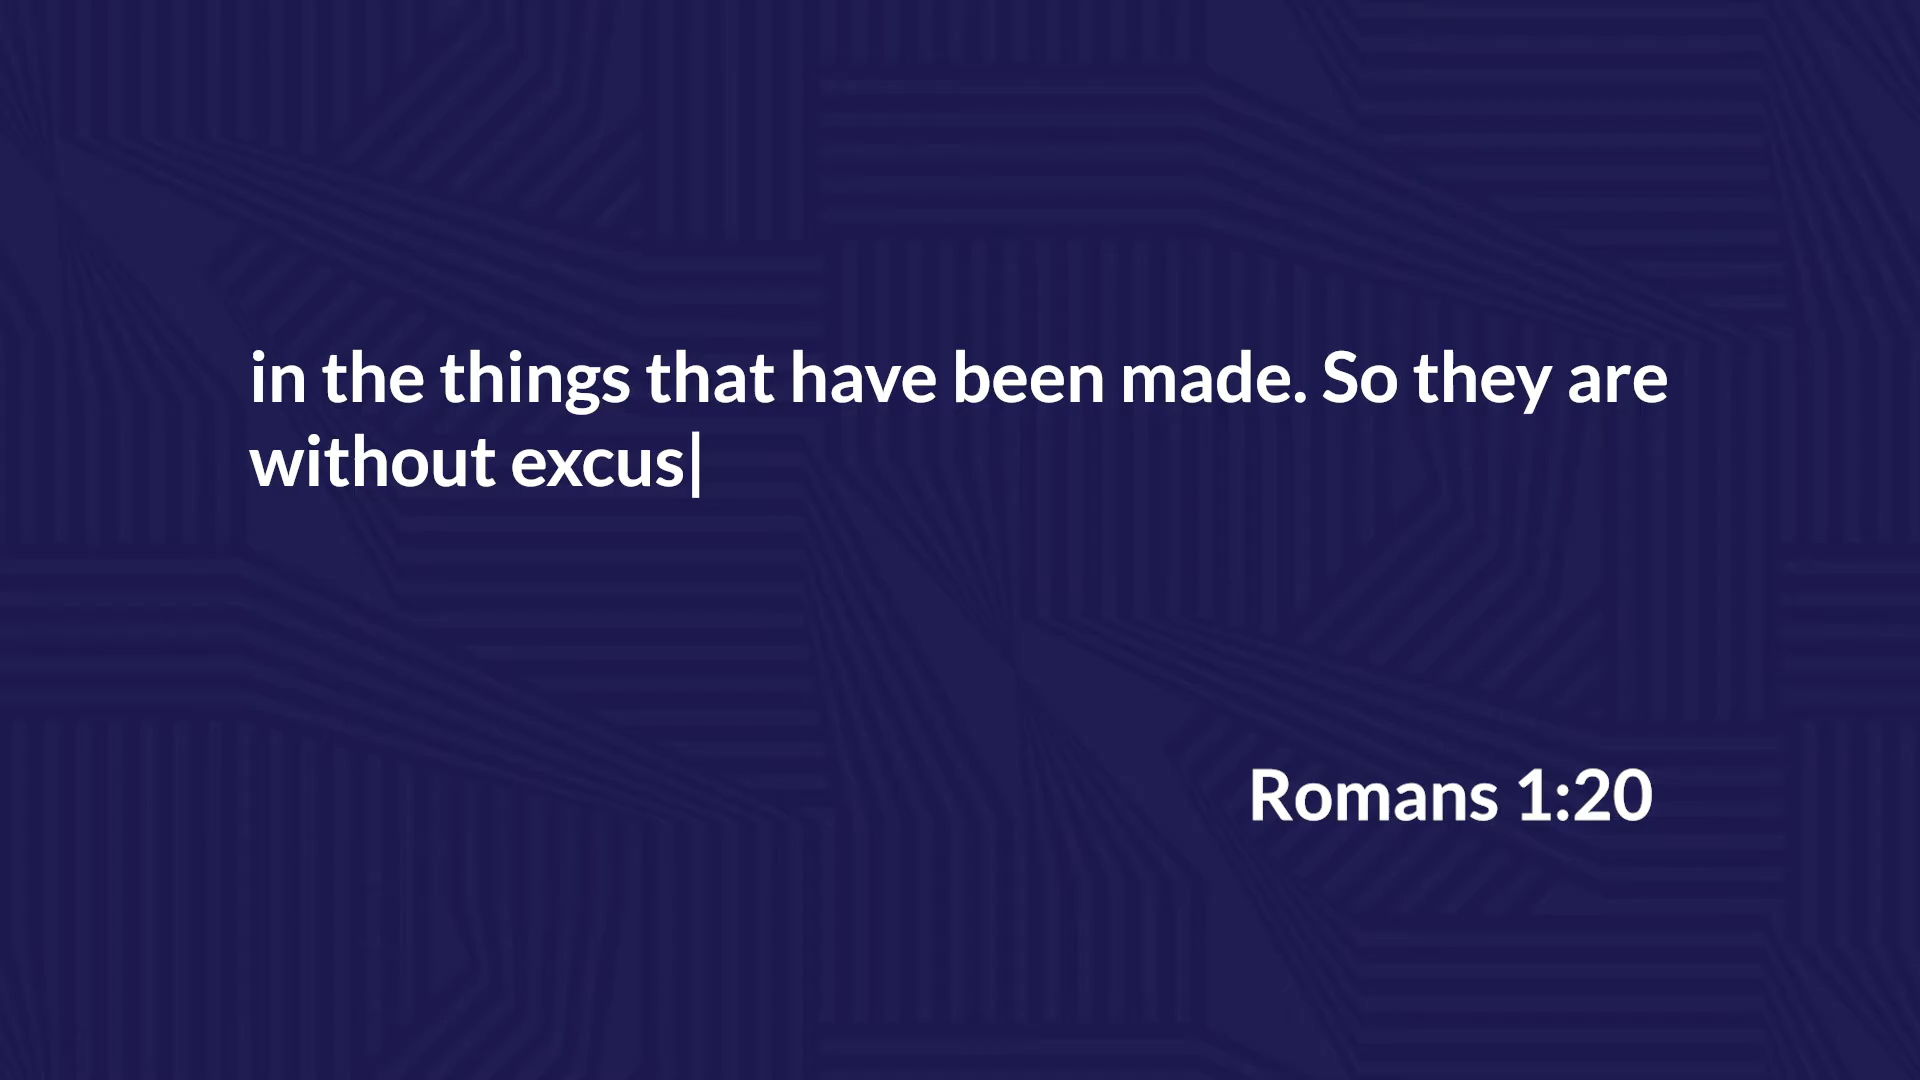 in the things that have been made. So they are
without excus|
Romans 1:20